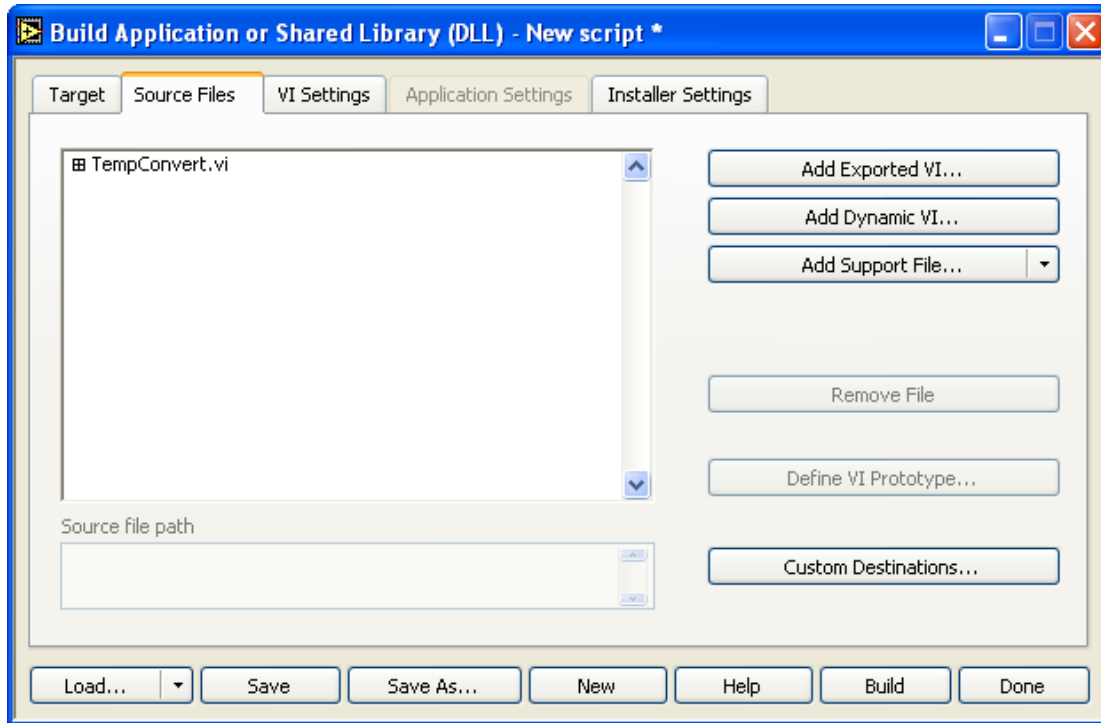 Build Application or Shared Library (DLL) - New script *
Target Source Files VI Settings Application Settings Installer Settings
TempConvert.vi
Add Exported VI...
Add Dynamic VI...
Add Support File...
Remove File
Define VI Prototype...
Source file path
Custom Destinations...
Load... Save Save As... New Help Build Done